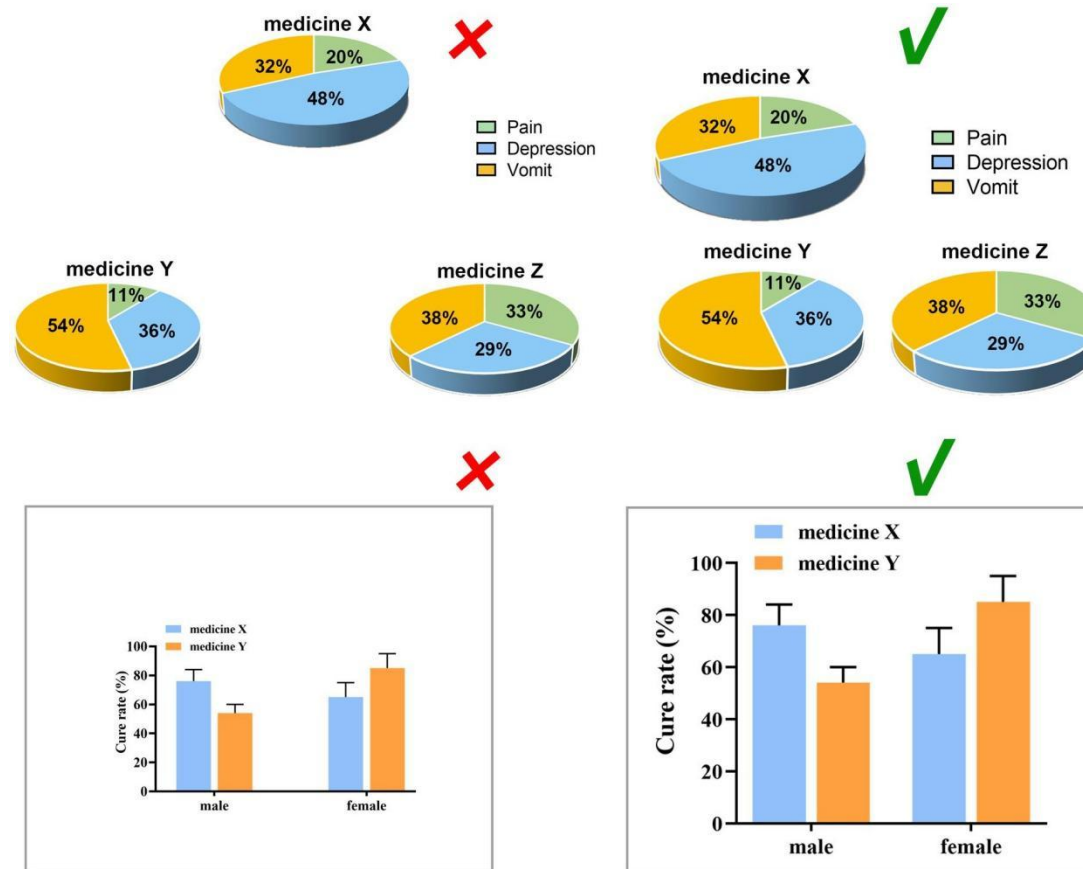 medicine X
32%
20%
48%
Pain
Depression
Vomit
medicine Y
11%
54%
36%
medicine Z
38%
33%
29%
medicine X
32%
20%
48%
Pain
Depression
Vomit
medicine Y
11%
54%
36%
medicine Z
38%
33%
29%
medicine X
medicine Y
Cure rate (%)
100
80
60
40
20
0
male
female
medicine X
medicine Y
Cure rate (%)
100
80
60
40
20
0
male
female